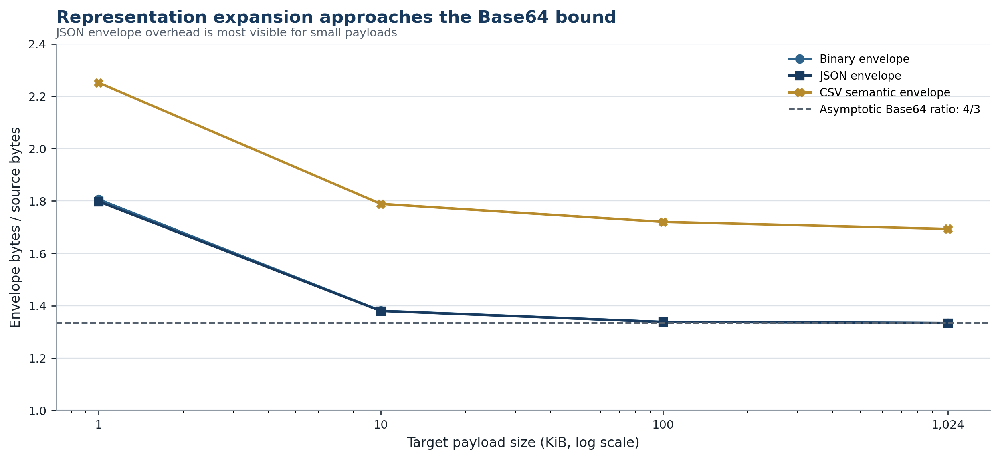 Representation expansion approaches the Base64 bound
JSON envelope overhead is most visible for small payloads
Envelope bytes / source bytes
2.4
2.2
2.0
1.8
1.6
1.4
1.2
1.0
Binary envelope
JSON envelope
CSV semantic envelope
Asymptotic Base64 ratio: 4/3
1 10 100 1,024
Target payload size (KiB, log scale)